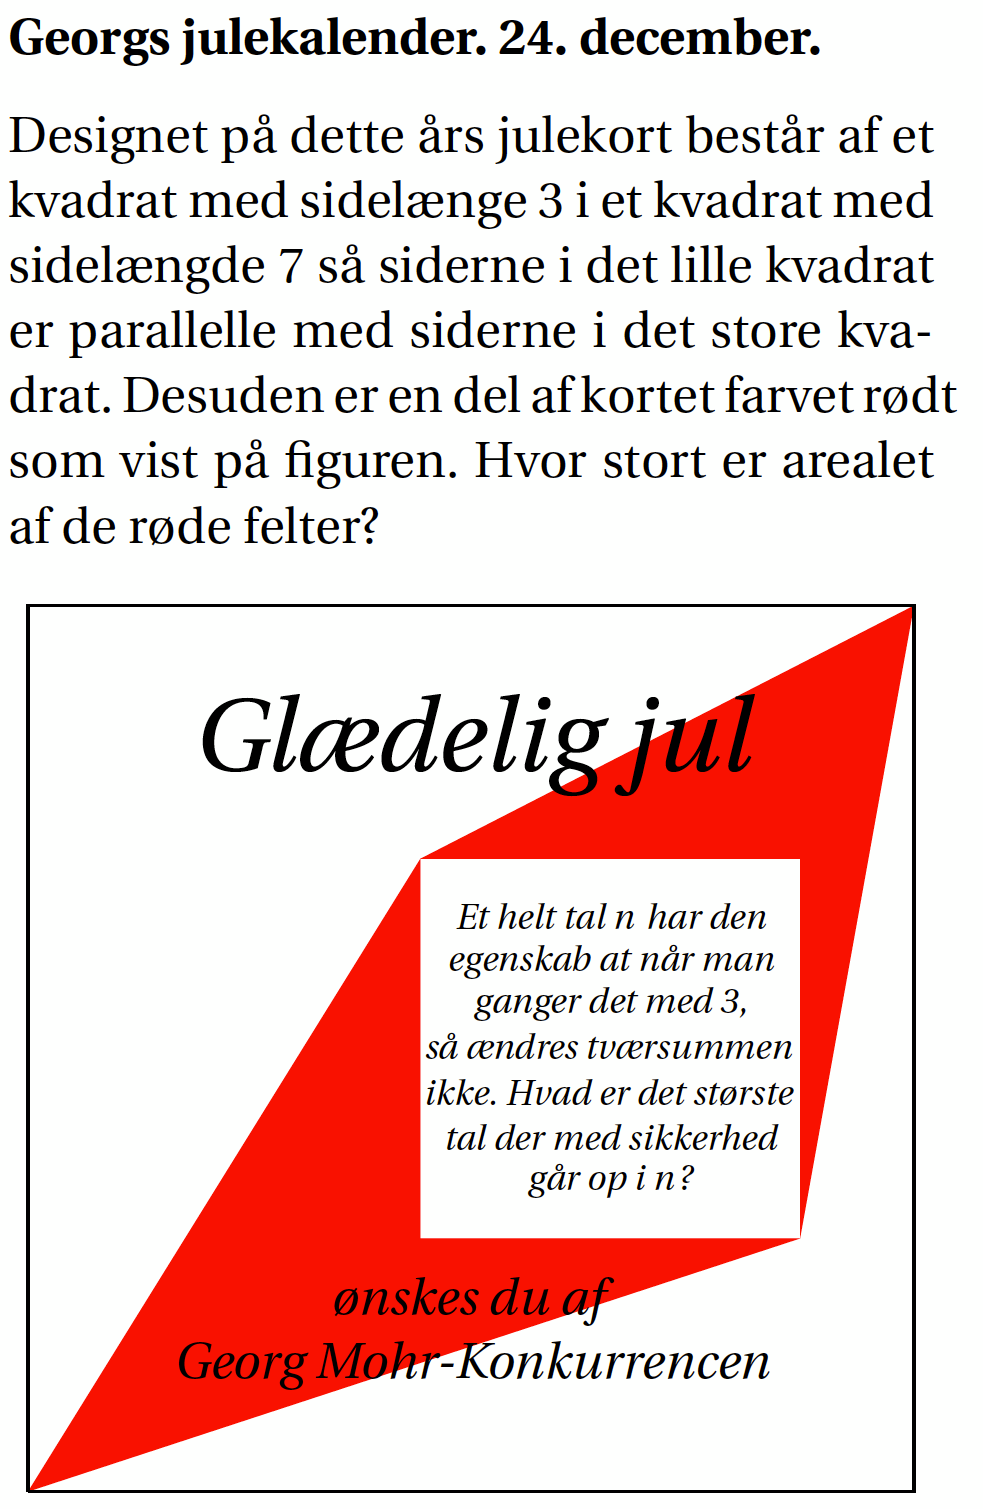 Georgs julekalender. 24. december.
Designet på dette års julekort består af et
kvadrat med sidelænge 3 i et kvadrat med
sidelængde 7 så siderne i det lille kvadrat
er parallelle med siderne i det store kva-
drat. Desuden er en del af kortet farvet rødt
som vist på figuren. Hvor stort er arealet
af de røde felter?
Glædelig jul
Et helt tal n har den
egenskab at når man
ganger det med 3,
så ændres tværsummen
ikke. Hvad er det største
tal der med sikkerhed
går op i n?
ønskes du af
Georg Mohr-Konkurrencen